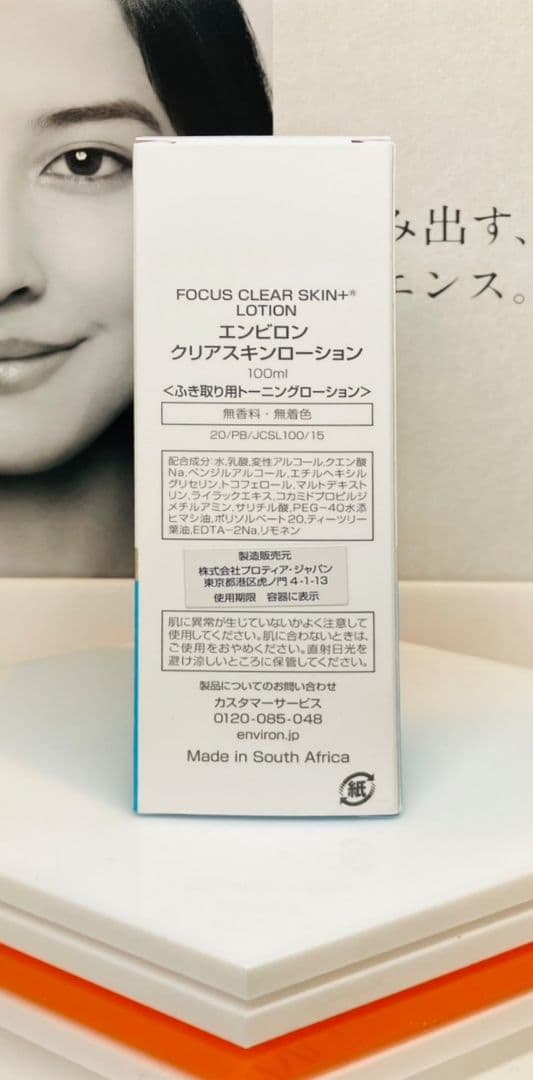 み出す、
エンス。
FOCUS CLEAR SKIN+®
LOTION
エンビロン
クリアスキンローション
100ml
＜ふき取り用トーニングローション＞
無香料・無着色
20/PB/JCSL100/15
配合成分:水,乳酸,変性アルコール,クエン酸
Na,ベンジルアルコール,エチルヘキシル
グリセリン,トコフェロール,マルトデキスト
リン,ライラックエキス,コカミドプロピルジ
メチルアミン,サリチル酸,PEG-40水添
ヒマシ油,ポリソルベート20,ティーツリー
葉油,EDTA-2Na,リモネン
製造販売元
株式会社プロティア・ジャパン
東京都港区虎ノ門 4-1-13
使用期限　容器に表示
肌に異常が生じていないかよく注意して
使用してください。肌に合わないときは、
ご使用をおやめください。直射日光を
避け涼しいところに保管してください。
製品についてのお問い合わせ
カスタマーサービス
0120-085-048
environ.jp
Made in South Africa
紙